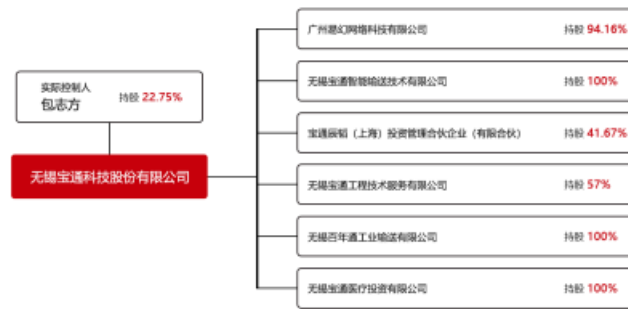 广州易幻网络科技有限公司 持股 94.16%
实际控制人
包志方 持股 22.75%
无锡宝通智能输送技术有限公司 持股 100%
宝通辰韬（上海）投资管理合伙企业（有限合伙） 持股 41.67%
无锡宝通科技股份有限公司
无锡宝通工程技术服务有限公司 持股 57%
无锡百年通工业输送有限公司 持股 100%
无锡宝通医疗投资有限公司 持股 100%